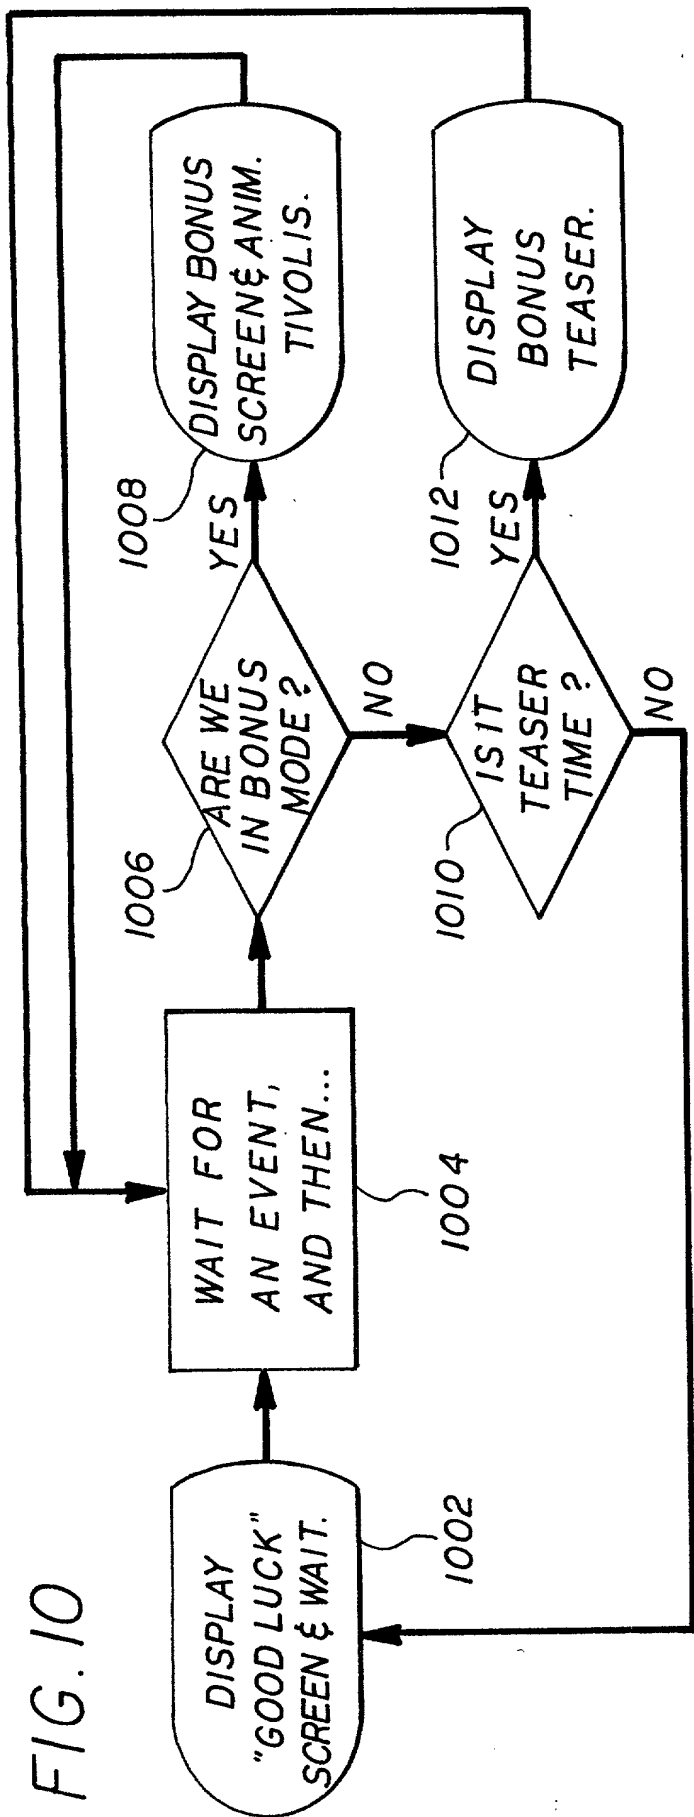 FIG. 10
DISPLAY
"GOOD LUCK"
SCREEN & WAIT.
1002
WAIT FOR
AN EVENT,
AND THEN...
1004
1006
ARE WE
IN BONUS
MODE?
YES
NO
1008
DISPLAY BONUS
SCREEN & ANIM.
TIVOLIS.
1010
IS IT
TEASER
TIME?
YES
NO
1012
DISPLAY
BONUS
TEASER.